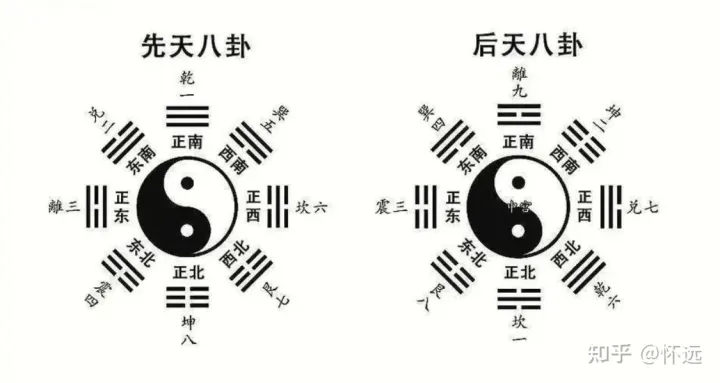 先天八卦
乾
一
兑二
巽五
正南
东南
西南
離三
正
东
正
西
坎六
东北
西北
正北
震四
艮七
坤
八
后天八卦
離
九
巽四
坤二
正南
东南
西南
震三
正
东
中宫
正
西
兑七
东北
西北
正北
艮八
乾六
坎
一
知乎 @怀远